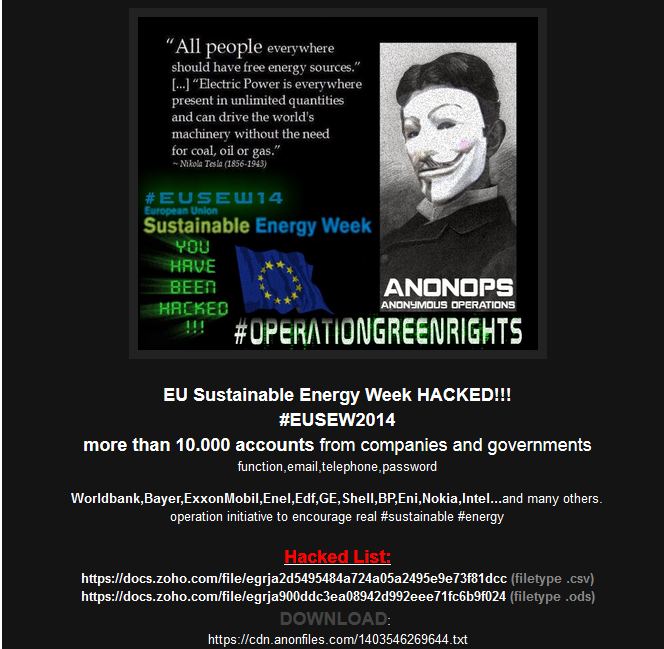 “All people everywhere
should have free energy sources.”
[...] “Electric Power is everywhere
present in unlimited quantities
and can drive the world's
machinery without the need
for coal, oil or gas.”
~ Nikola Tesla (1856-1943)
#EUSEW14
European Union
Sustainable Energy Week
YOU
HAVE
BEEN
HACKED
!!!
ANONOPS
ANONYMOUS OPERATIONS
#OPERATIONGREENRIGHTS
EU Sustainable Energy Week HACKED!!!
#EUSEW2014
more than 10.000 accounts from companies and governments
function,email,telephone,password
Worldbank,Bayer,ExxonMobil,Enel,Edf,GE,Shell,BP,Eni,Nokia,Intel...and many others.
operation initiative to encourage real #sustainable #energy
Hacked List:
https://docs.zoho.com/file/egrja2d5495484a724a05a2495e9e73f81dcc (filetype .csv)
https://docs.zoho.com/file/egrja900ddc3ea08942d992eee71fc6b9f024 (filetype .ods)
DOWNLOAD:
https://cdn.anonfiles.com/1403546269644.txt